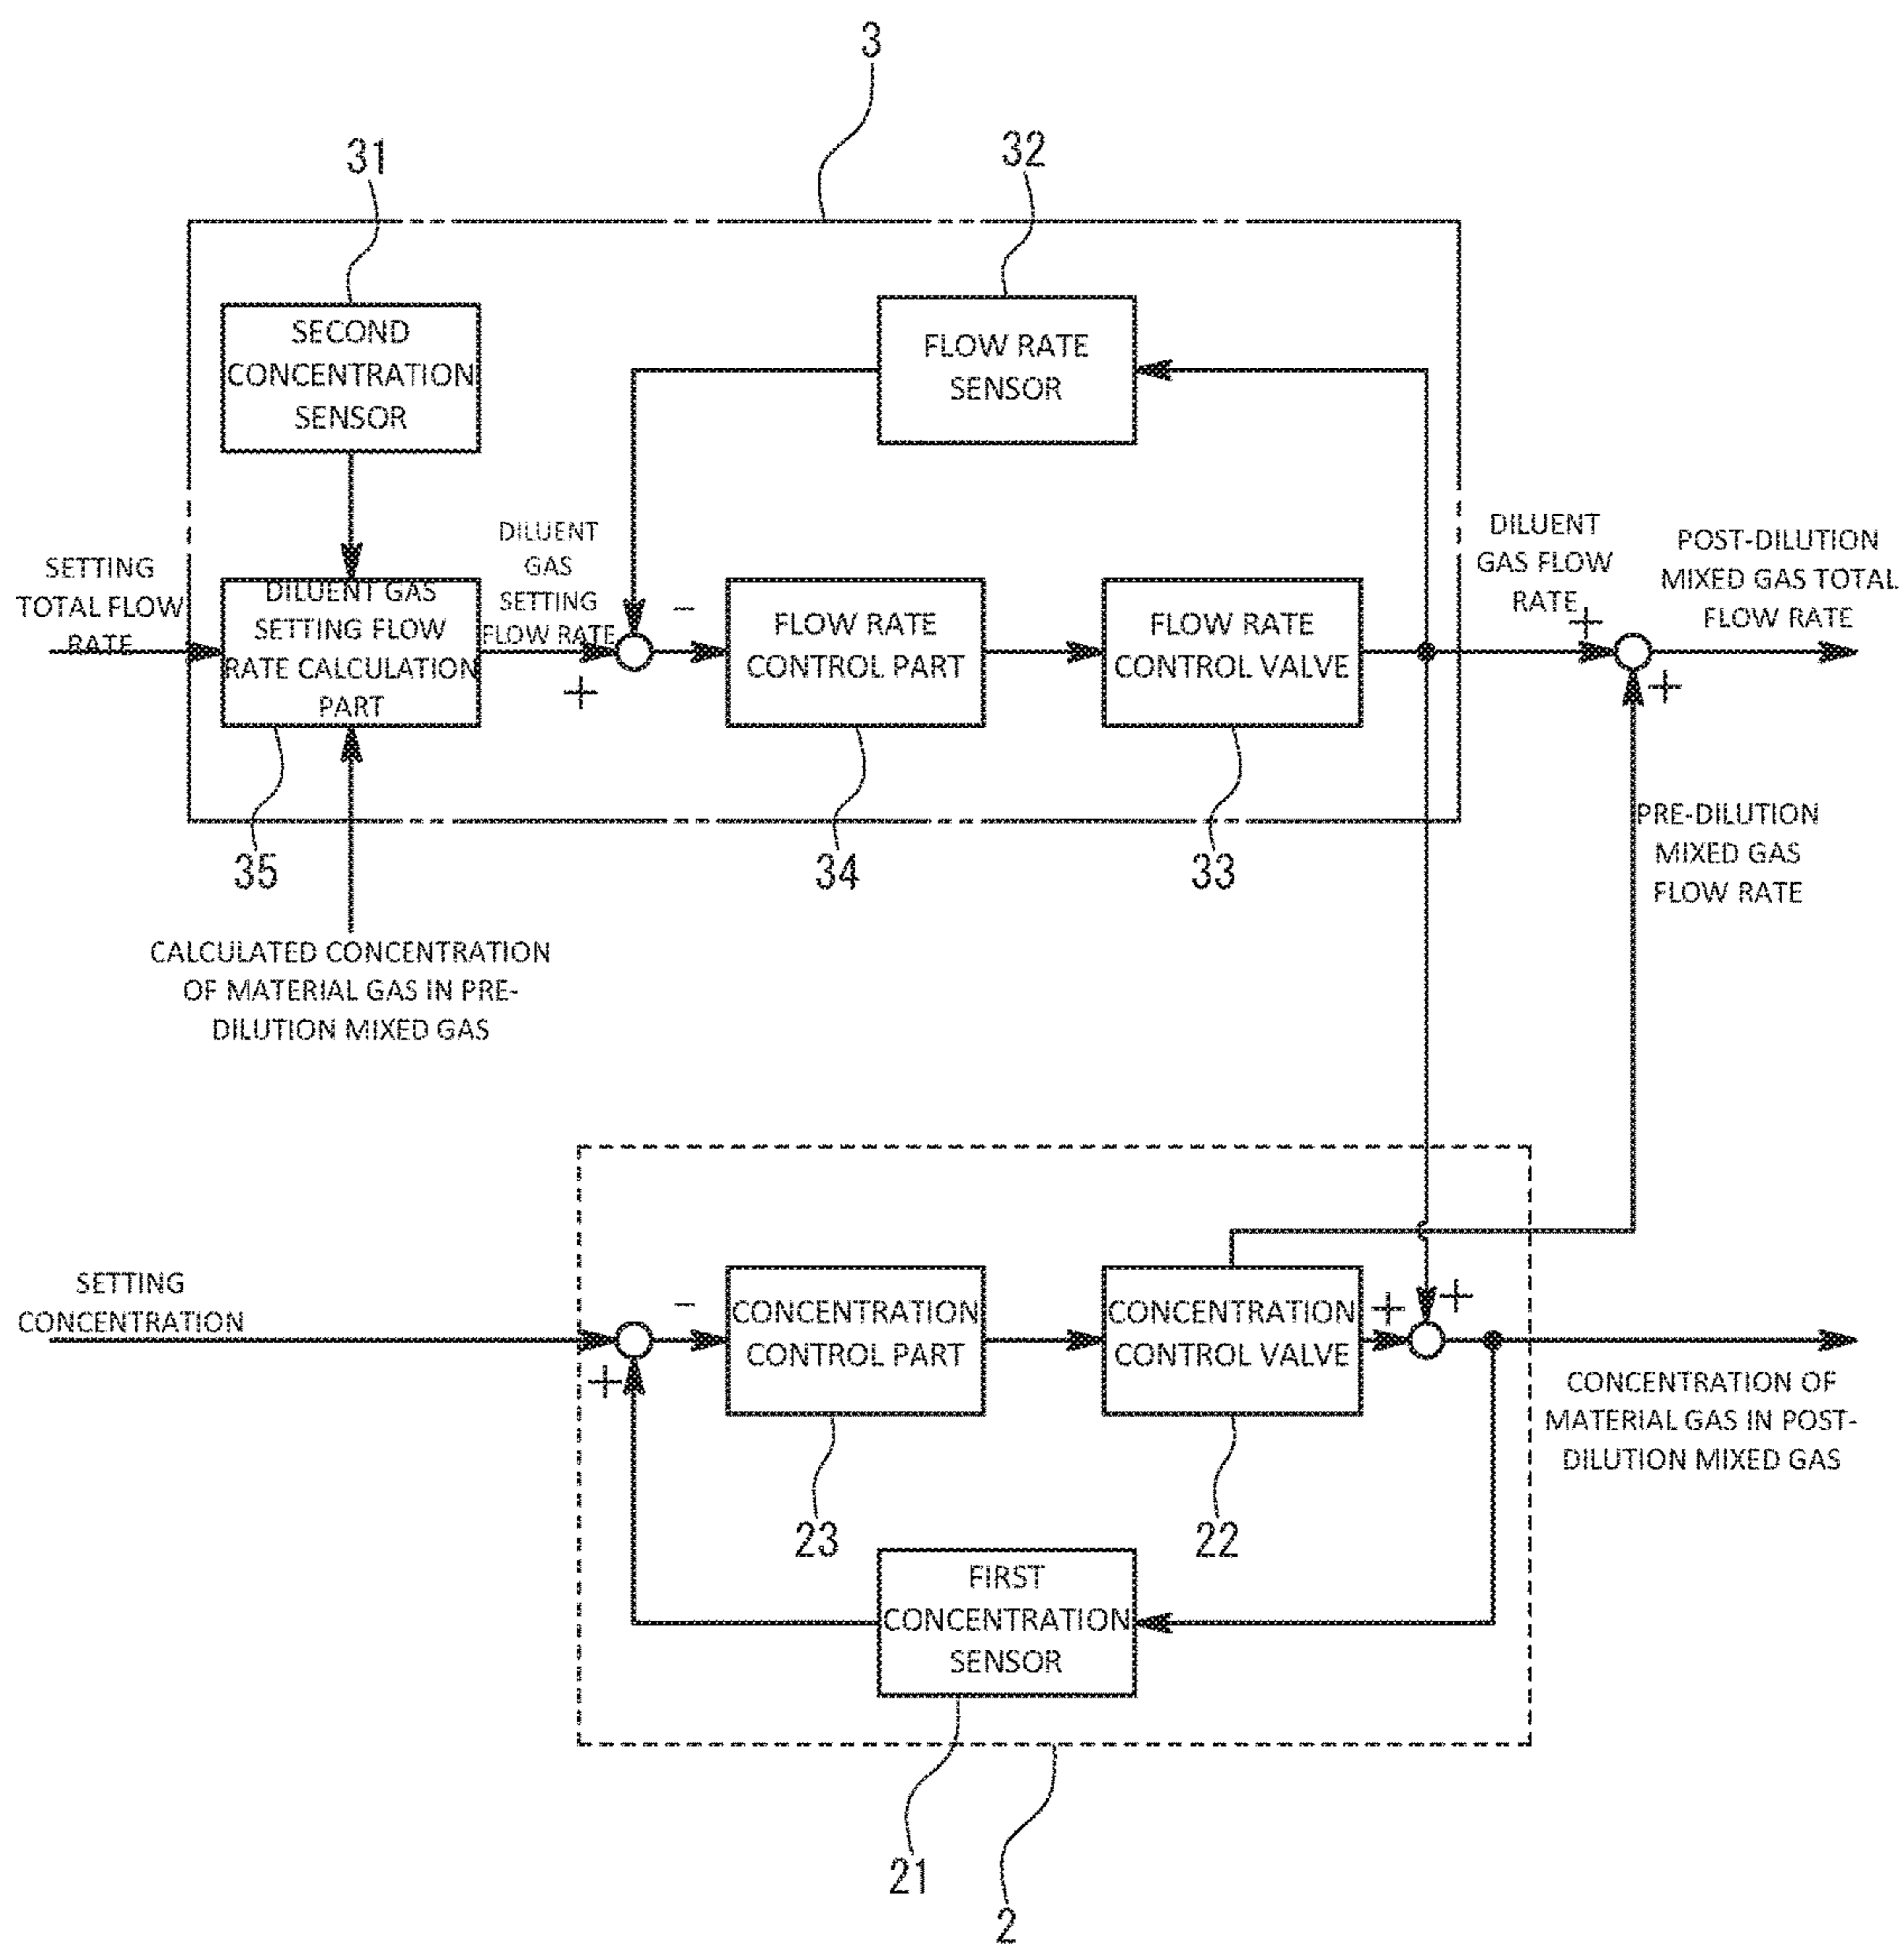 3
31
32
SECOND
CONCENTRATION
SENSOR
FLOW RATE
SENSOR
SETTING
TOTAL FLOW
RATE
DILUENT GAS
SETTING FLOW
RATE CALCULATION
PART
DILUENT
GAS
SETTING
FLOW RATE
−
+
FLOW RATE
CONTROL PART
FLOW RATE
CONTROL VALVE
DILUENT
GAS FLOW
RATE
+
+
POST-DILUTION
MIXED GAS TOTAL
FLOW RATE
35
34
33
PRE-DILUTION
MIXED GAS
FLOW RATE
CALCULATED CONCENTRATION
OF MATERIAL GAS IN PRE-
DILUTION MIXED GAS
SETTING
CONCENTRATION
−
+
CONCENTRATION
CONTROL PART
CONCENTRATION
CONTROL VALVE
+
+
CONCENTRATION OF
MATERIAL GAS IN POST-
DILUTION MIXED GAS
23
22
FIRST
CONCENTRATION
SENSOR
21
2